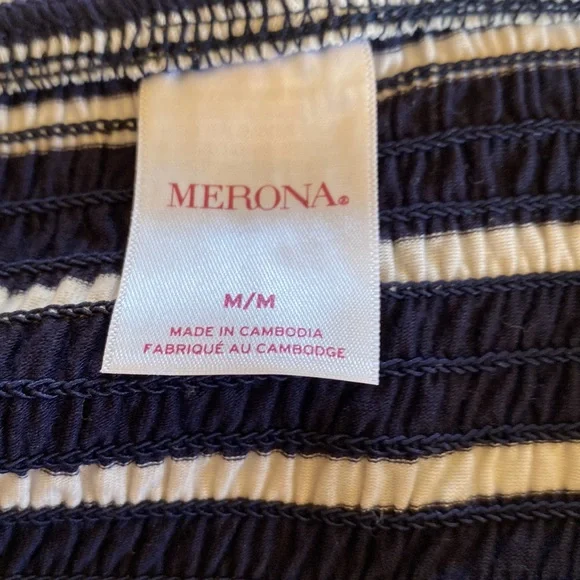 MERONA®
M/M
MADE IN CAMBODIA
FABRIQUÉ AU CAMBODGE